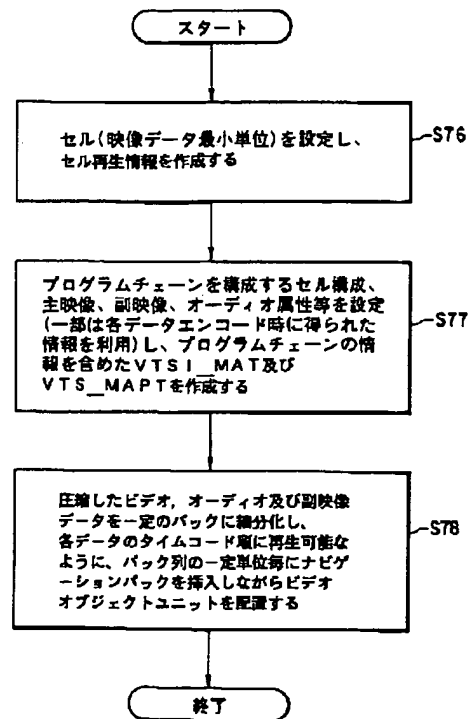 スタート
セル(映像データ最小単位)を設定し、
セル再生情報を作成する
S76
プログラムチェーンを構成するセル構成、
主映像、副映像、オーディオ属性等を設定
(一部は各データエンコード時に得られた
情報を利用)し、プログラムチェーンの情
報を含めたVTSI_MAT及び
VTS_MAPTを作成する
S77
圧縮したビデオ,オーディオ及び副映像
データを一定のパックに細分化し、
各データのタイムコード順に再生可能な
ように、パック列の一定単位毎にナビゲ
ーションパックを挿入しながらビデオ
オブジェクトユニットを配置する
S78
終了